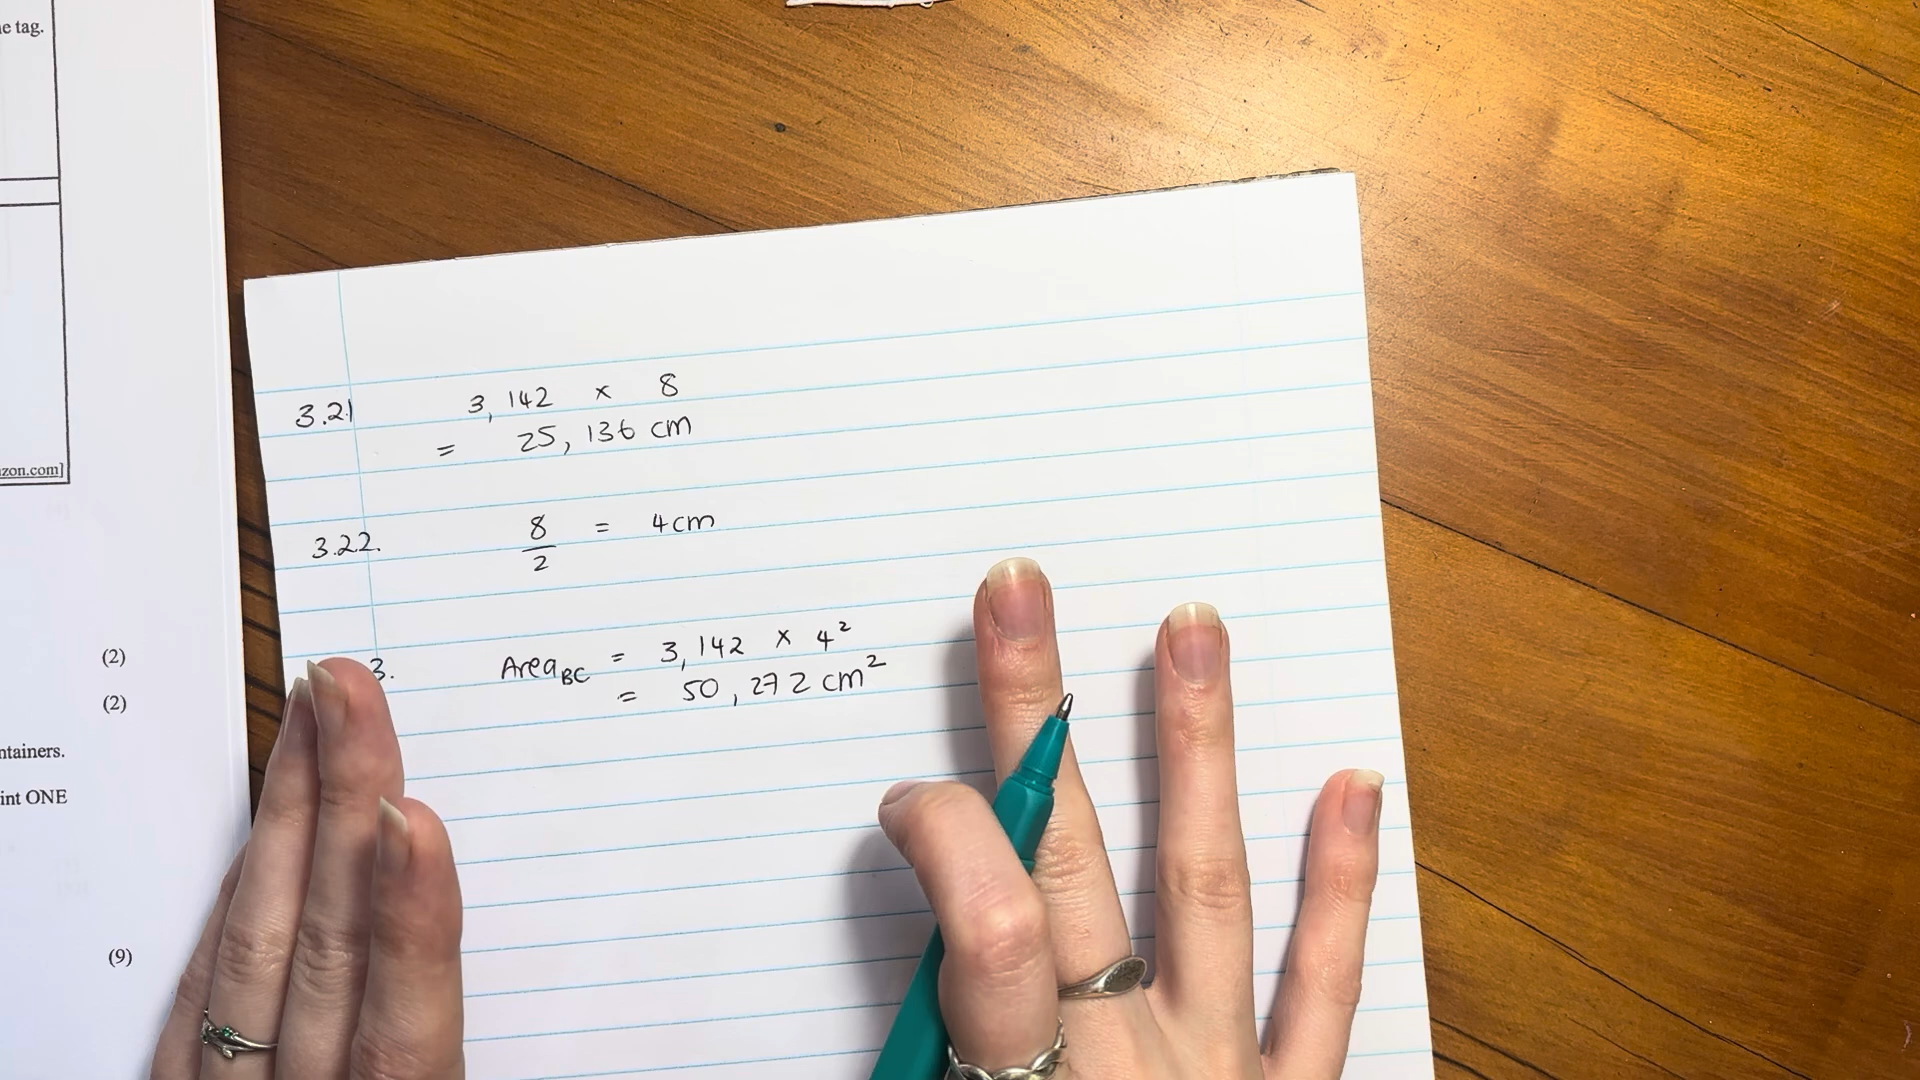 e tag.
zon.com]
(2)
(2)
ntainers.
int ONE
(9)
3.21 3,142 x 8
= 25,136 cm
3.22. 8/2 = 4cm
3. Area_BC = 3,142 x 4²
= 50,272 cm²